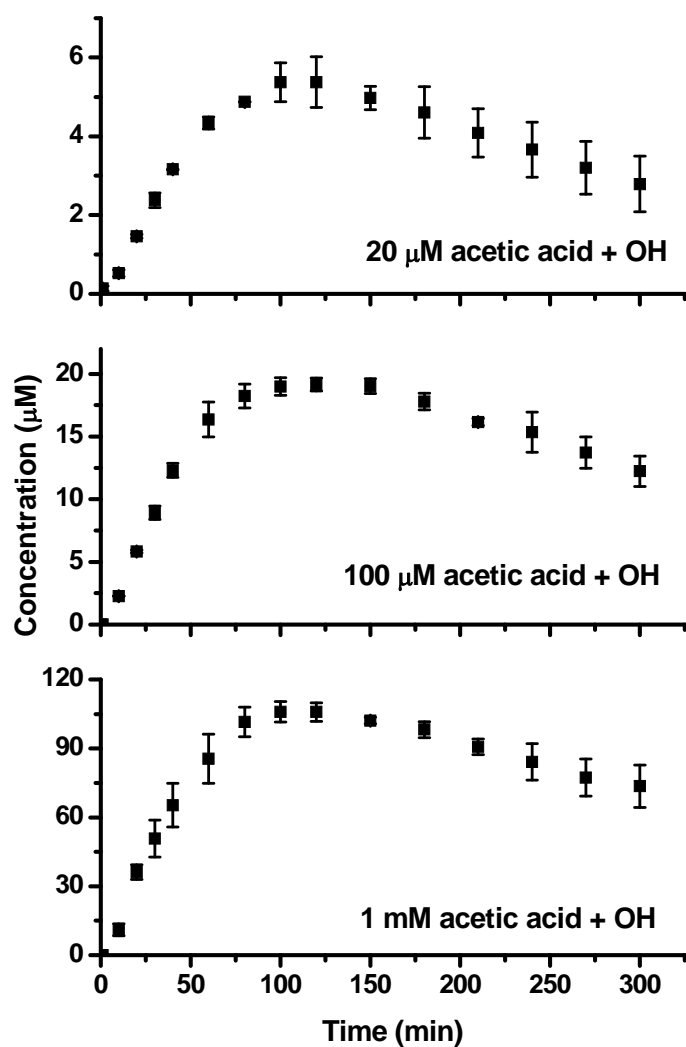 6
4
2
0
20 μM acetic acid + OH
Concentration (μM)
20
15
10
5
0
100 μM acetic acid + OH
120
90
60
30
0
1 mM acetic acid + OH
0 50 100 150 200 250 300
Time (min)